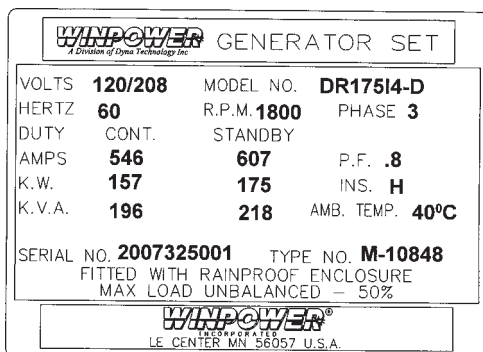 WINPOWER GENERATOR SET
A Division of Dyna Technology Inc
VOLTS 120/208 MODEL NO. DR175I4-D
HERTZ 60 R.P.M. 1800 PHASE 3
DUTY CONT. STANDBY
AMPS 546 607 P.F. .8
K.W. 157 175 INS. H
K.V.A. 196 218 AMB. TEMP. 40⁰C
SERIAL NO. 2007325001 TYPE NO. M-10848
FITTED WITH RAINPROOF ENCLOSURE
MAX LOAD UNBALANCED – 50%
WINPOWER®
INCORPORATED
LE CENTER MN 56057 U.S.A.